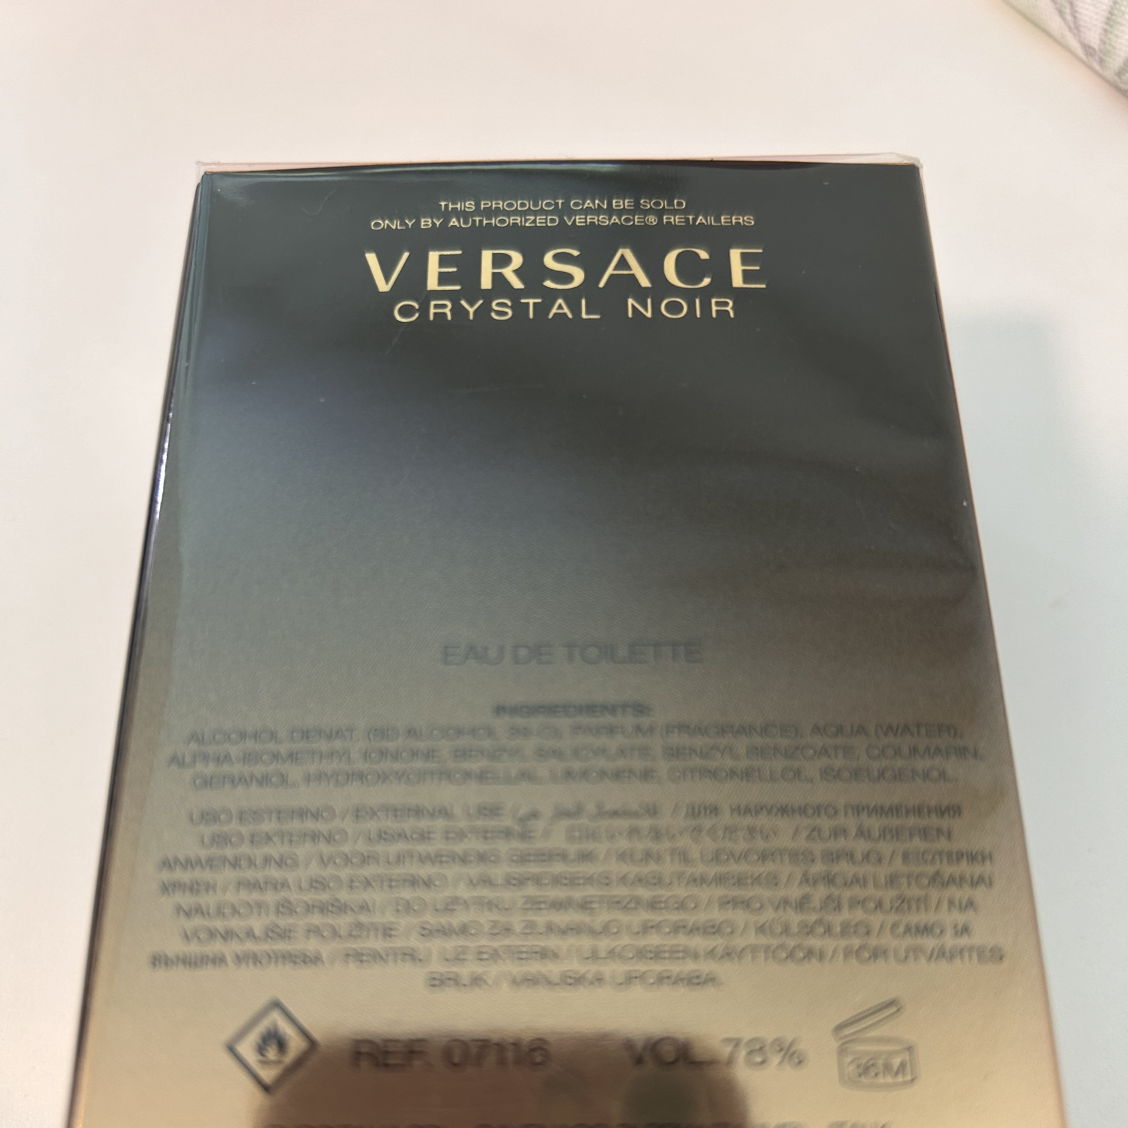 THIS PRODUCT CAN BE SOLD
ONLY BY AUTHORIZED VERSACE® RETAILERS
VERSACE
CRYSTAL NOIR
EAU DE TOILETTE
INGREDIENTS:
ALCOHOL DENAT. (SD ALCOHOL 39-C), PARFUM (FRAGRANCE), AQUA (WATER),
ALPHA-ISOMETHYL IONONE, BENZYL SALICYLATE, BENZYL BENZOATE, COUMARIN,
GERANIOL, HYDROXYCITRONELLAL, LIMONENE, CITRONELLOL, ISOEUGENOL.
USO ESTERNO / EXTERNAL USE / / ДЛЯ НАРУЖНОГО ПРИМЕНЕНИЯ
USO EXTERNO / USAGE EXTERNE / / ZUR ÄUßEREN
ANWENDUNG / VOOR UITWENDIG GEBRUIK / KUN TIL UDVORTES BRUG / ΕΞΩΤΕΡΙΚΗ
ΧΡΗΣΗ / PARA USO EXTERNO / VÄLISPIDISEKS KASUTAMISEKS / ĀRĪGAI LIETOŠANAI
NAUDOTI IŠORIŠKAI / DO UŻYTKU ZEWNĘTRZNEGO / PRO VNĚJŠÍ POUŽITÍ / NA
VONKAJŠIE POUŽITIE / SAMO ZA ZUNANJO UPORABO / KÜLSŐLEG / САМО ЗА
ВЪНШНА УПОТРЕБА / PENTRU UZ EXTERN / ULKOISEEN KÄYTTÖÖN / FÖR UTVÄRTES
BRUK / VANJSKA UPORABA.
REF. 07116 VOL. 78% 36M